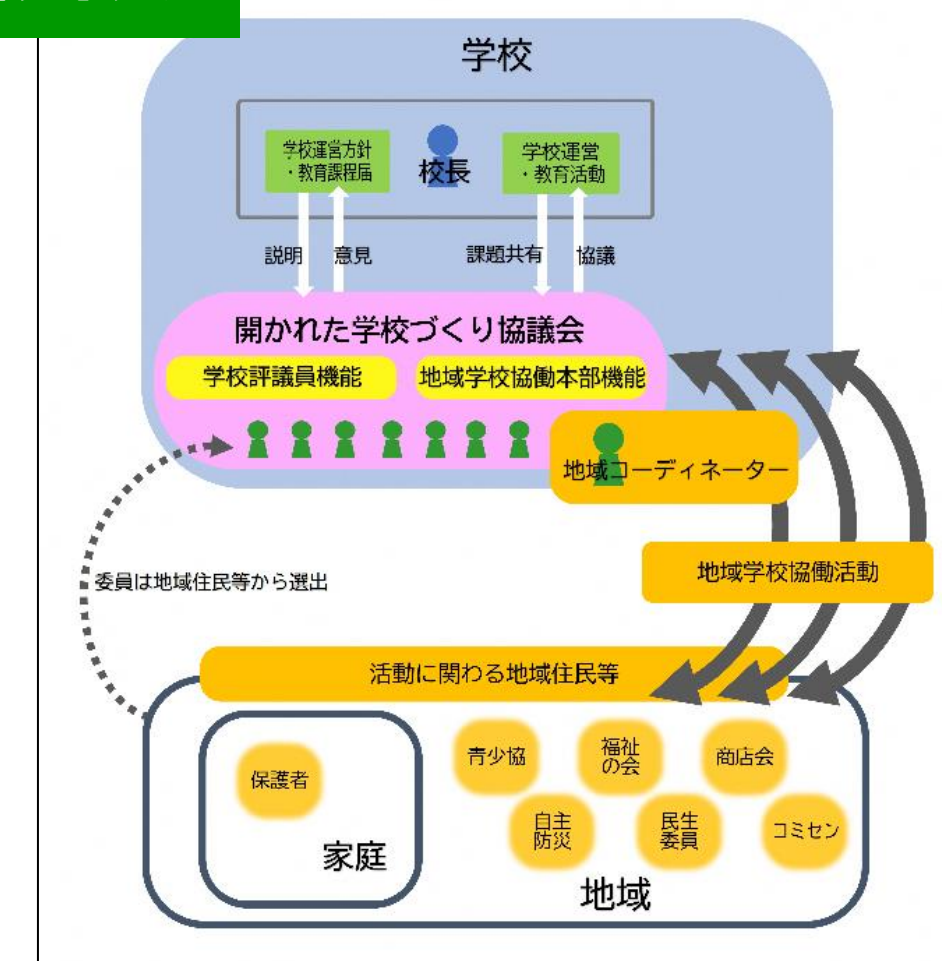 学校
学校運営方針
・教育課程届
校長
学校運営
・教育活動
説明
意見
課題共有
協議
開かれた学校づくり協議会
学校評議員機能
地域学校協働本部機能
地域コーディネーター
地域学校協働活動
委員は地域住民等から選出
活動に関わる地域住民等
保護者
家庭
青少協
福祉
の会
商店会
自主
防災
民生
委員
コミセン
地域